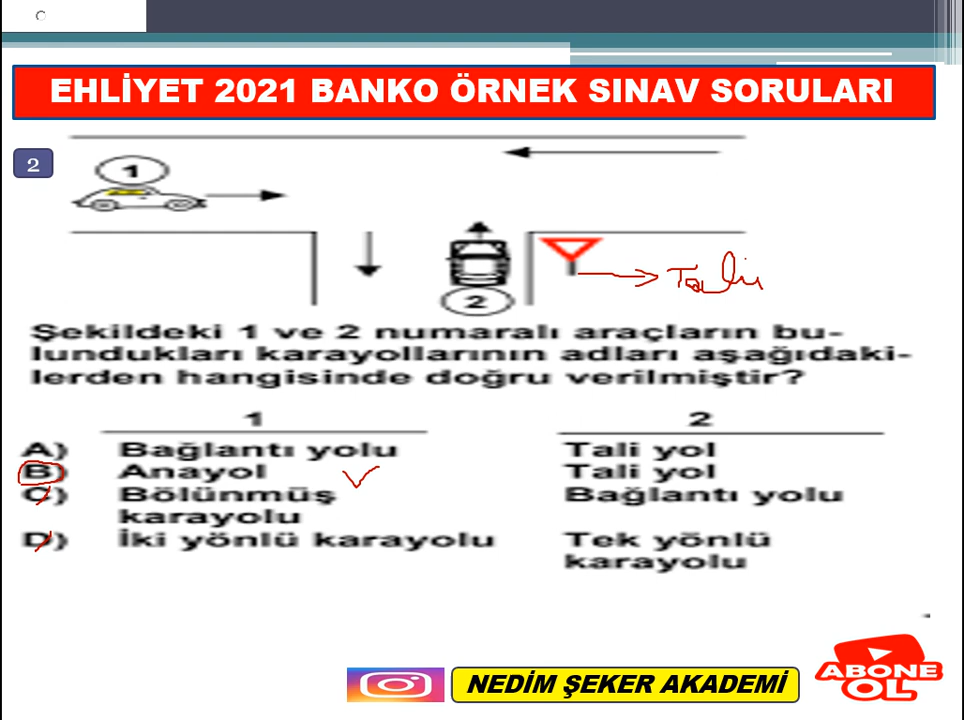 EHLİYET 2021 BANKO ÖRNEK SINAV SORULARI
2
1
Tali
2
Şekildeki 1 ve 2 numaralı araçların bu-
lundukları karayollarının adları aşağıdaki-
lerden hangisinde doğru verilmiştir?
1 2
A) Bağlantı yolu Tali yol
B) Anayol Tali yol
C) Bölünmüş Bağlantı yolu
karayolu
D) İki yönlü karayolu Tek yönlü
karayolu
NEDİM ŞEKER AKADEMİ
ABONE
OL